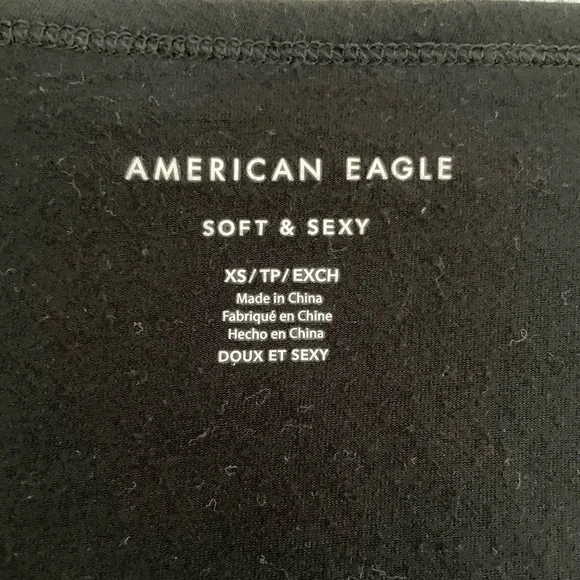 AMERICAN EAGLE
SOFT & SEXY
XS/TP/EXCH
Made in China
Fabriqué en Chine
Hecho en China
DOUX ET SEXY